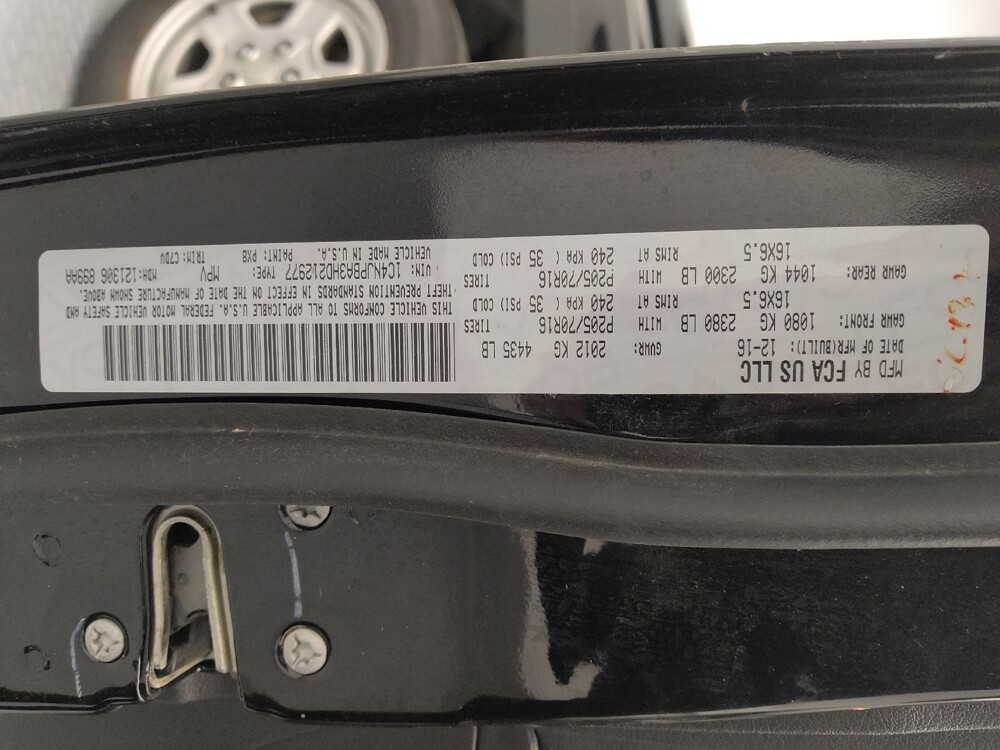 MFD BY FCA US LLC
DATE OF MFR(BUILT): 12-16 GVWR: 2012 KG 4435 LB
GAWR FRONT: WITH TIRES
1080 KG 2380 LB P205/70R16
RIMS AT COLD
16X6.5 240 KPA ( 35 PSI)
GAWR REAR: WITH TIRES
1044 KG 2300 LB P205/70R16
RIMS AT COLD
16X6.5 240 KPA ( 35 PSI)
THIS VEHICLE CONFORMS TO ALL APPLICABLE U.S.A. FEDERAL MOTOR VEHICLE SAFETY AND
THEFT PREVENTION STANDARDS IN EFFECT ON THE DATE OF MANUFACTURE SHOWN ABOVE.
VIN: 1C4NJPBA3HD212977 TYPE: MPV MDH:121306 899AA
VEHICLE MADE IN U.S.A. PAINT: PX8 TRIM:C7DV